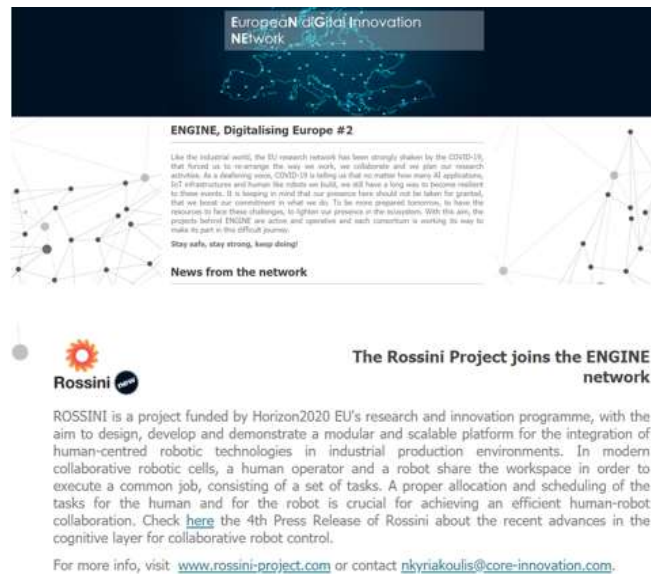 EuropeaN diGital Innovation
NEtwork
ENGINE, Digitalising Europe #2
Like the industrial world, the EU research network has been strongly shaken by the COVID-19,
that forced us to re-arrange the way we work, we collaborate and we plan our research
activities. As a deafening voice, COVID-19 is telling us that no matter how many AI applications,
IoT infrastructures and human like robots we build, we still have a long way to become resilient
to these events. It is keeping in mind that our presence here should not be taken for granted,
that we boost our commitment in what we do. To be more prepared tomorrow, to have the
resources to face these challenges, to lighten our presence in the ecosystem. With this aim, the
projects behind ENGINE are active and operative and each consortium is working its way to
make its part in this difficult journey.
Stay safe, stay strong, keep doing!
News from the network
Rossini new
The Rossini Project joins the ENGINE
network
ROSSINI is a project funded by Horizon2020 EU's research and innovation programme, with the
aim to design, develop and demonstrate a modular and scalable platform for the integration of
human-centred robotic technologies in industrial production environments. In modern
collaborative robotic cells, a human operator and a robot share the workspace in order to
execute a common job, consisting of a set of tasks. A proper allocation and scheduling of the
tasks for the human and for the robot is crucial for achieving an efficient human-robot
collaboration. Check here the 4th Press Release of Rossini about the recent advances in the
cognitive layer for collaborative robot control.
For more info, visit www.rossini-project.com or contact nkyriakoulis@core-innovation.com.